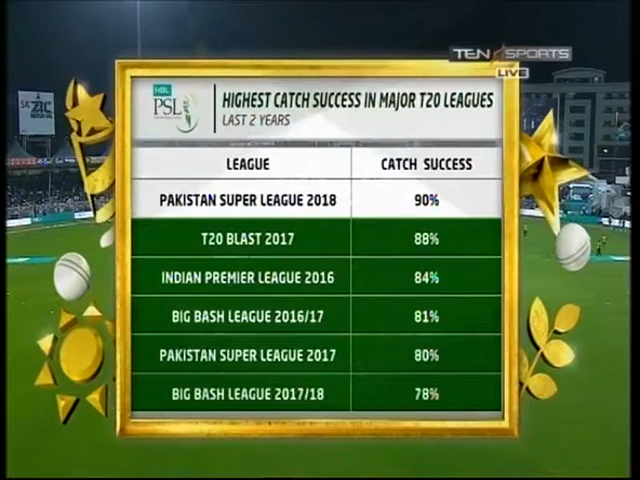 TEN SPORTS
LIVE
HBL
PSL
HIGHEST CATCH SUCCESS IN MAJOR T20 LEAGUES
LAST 2 YEARS
LEAGUE CATCH SUCCESS
PAKISTAN SUPER LEAGUE 2018 90%
T20 BLAST 2017 88%
INDIAN PREMIER LEAGUE 2016 84%
BIG BASH LEAGUE 2016/17 81%
PAKISTAN SUPER LEAGUE 2017 80%
BIG BASH LEAGUE 2017/18 78%